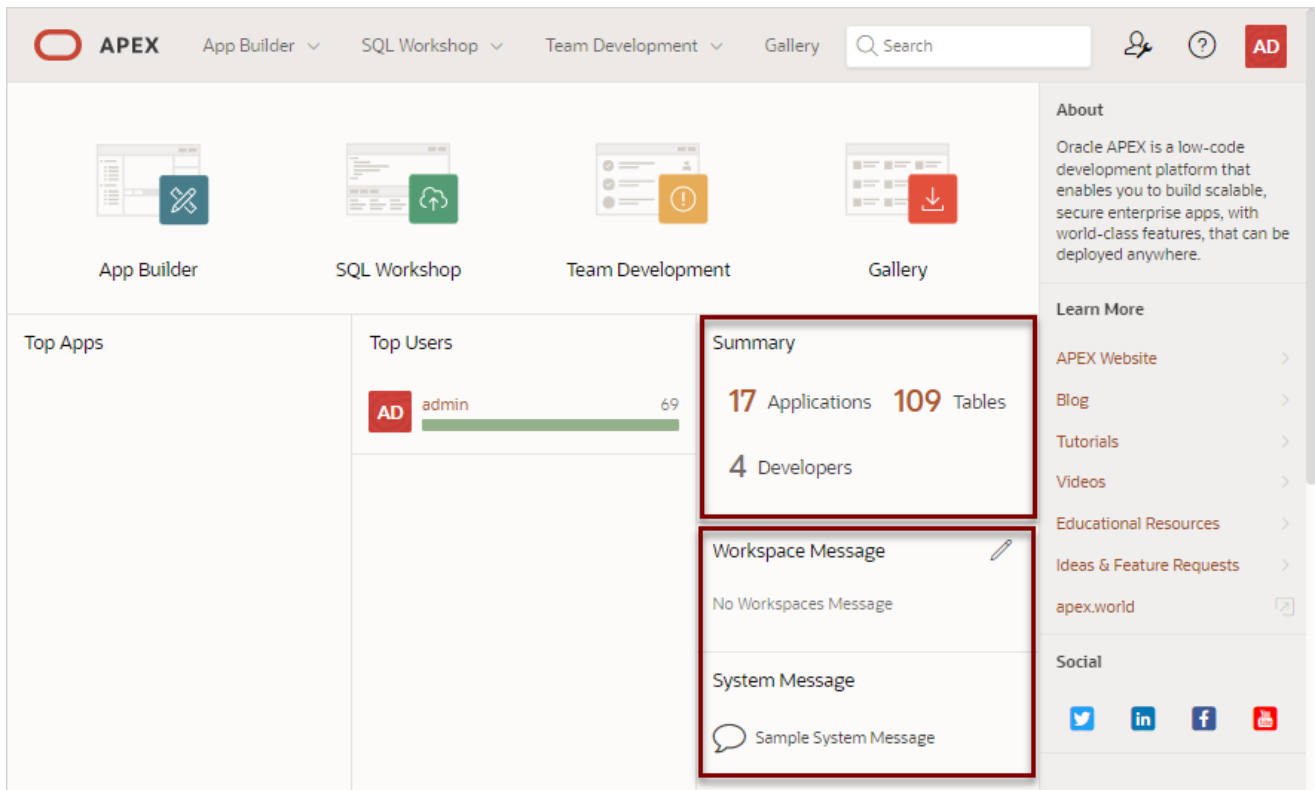 APEX
App Builder
SQL Workshop
Team Development
Gallery
Search
AD
App Builder
SQL Workshop
Team Development
Gallery
Top Apps
Top Users
AD
admin
69
Summary
17 Applications
109 Tables
4 Developers
Workspace Message
No Workspaces Message
System Message
Sample System Message
About
Oracle APEX is a low-code
development platform that
enables you to build scalable,
secure enterprise apps, with
world-class features, that can be
deployed anywhere.
Learn More
APEX Website
Blog
Tutorials
Videos
Educational Resources
Ideas & Feature Requests
apex.world
Social